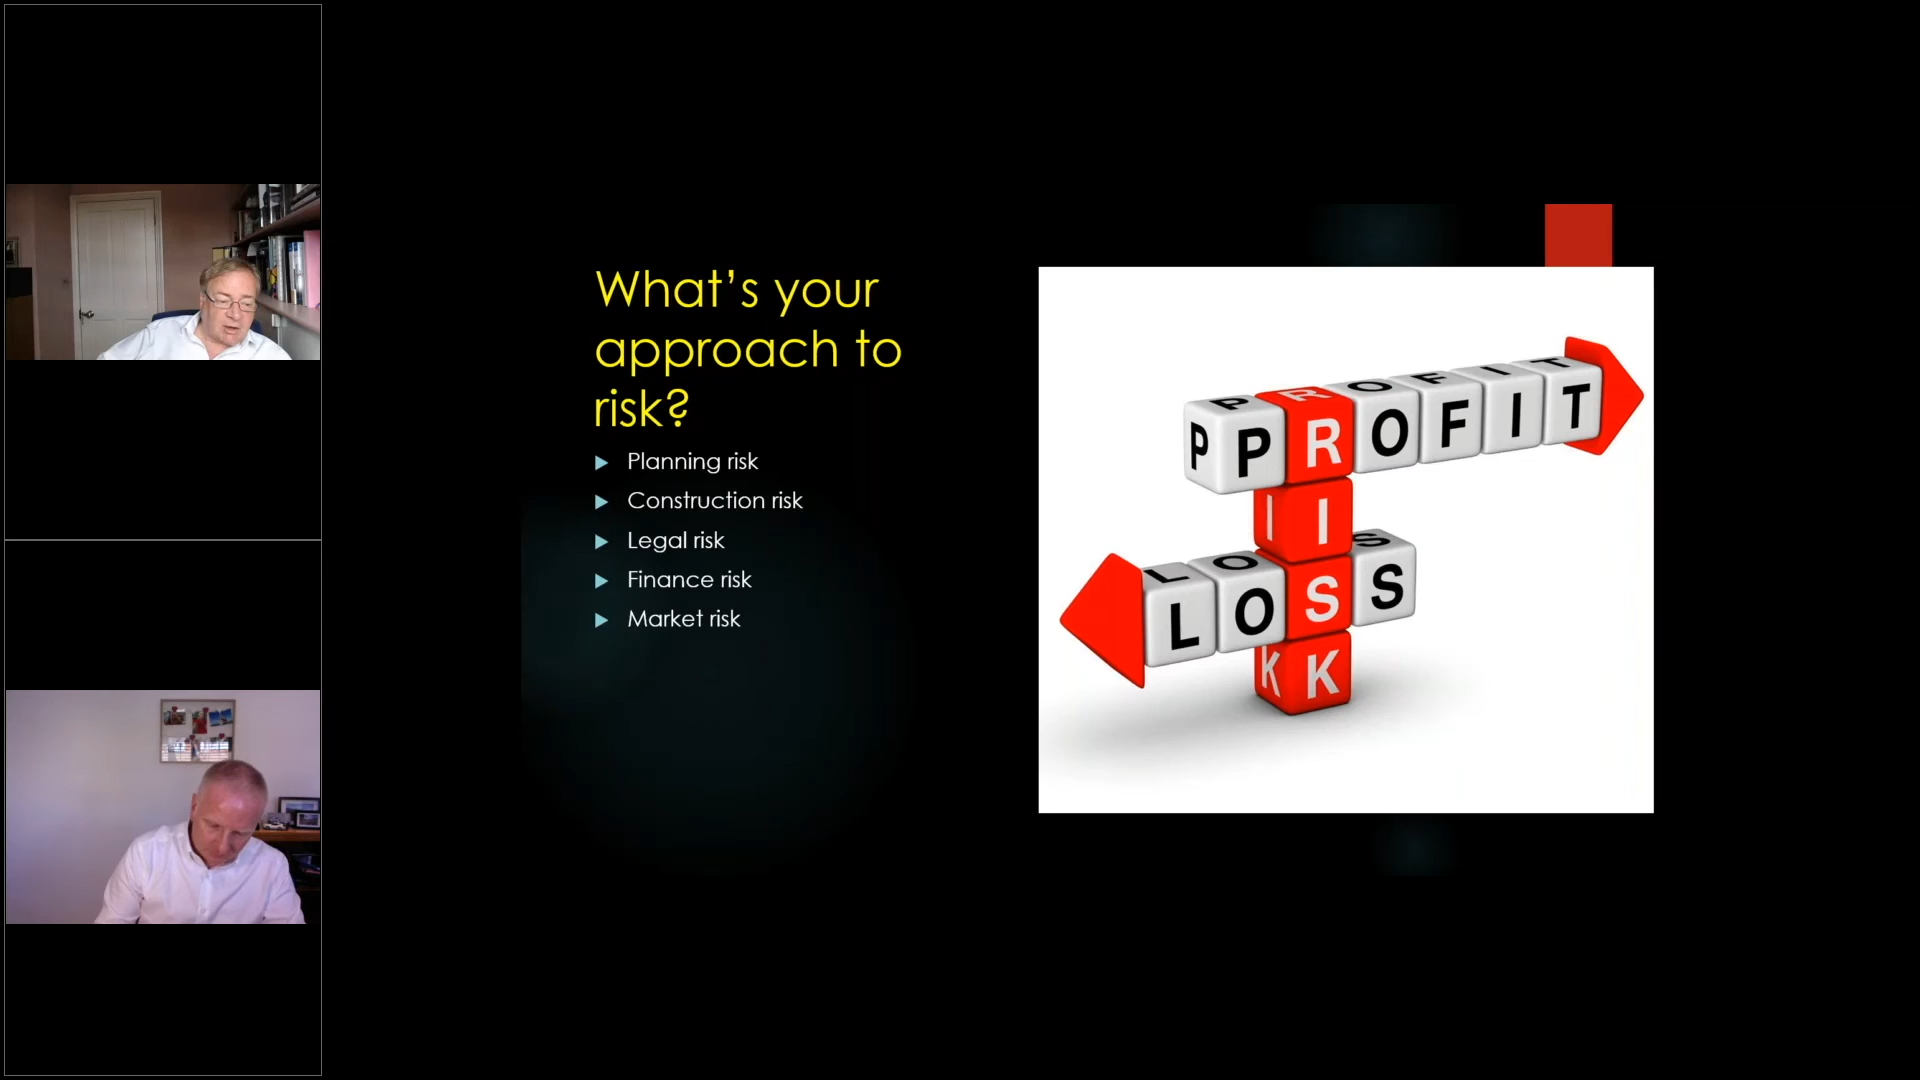 What's your
approach to
risk?
Planning risk
Construction risk
Legal risk
Finance risk
Market risk
PROFIT
RISK
LOSS